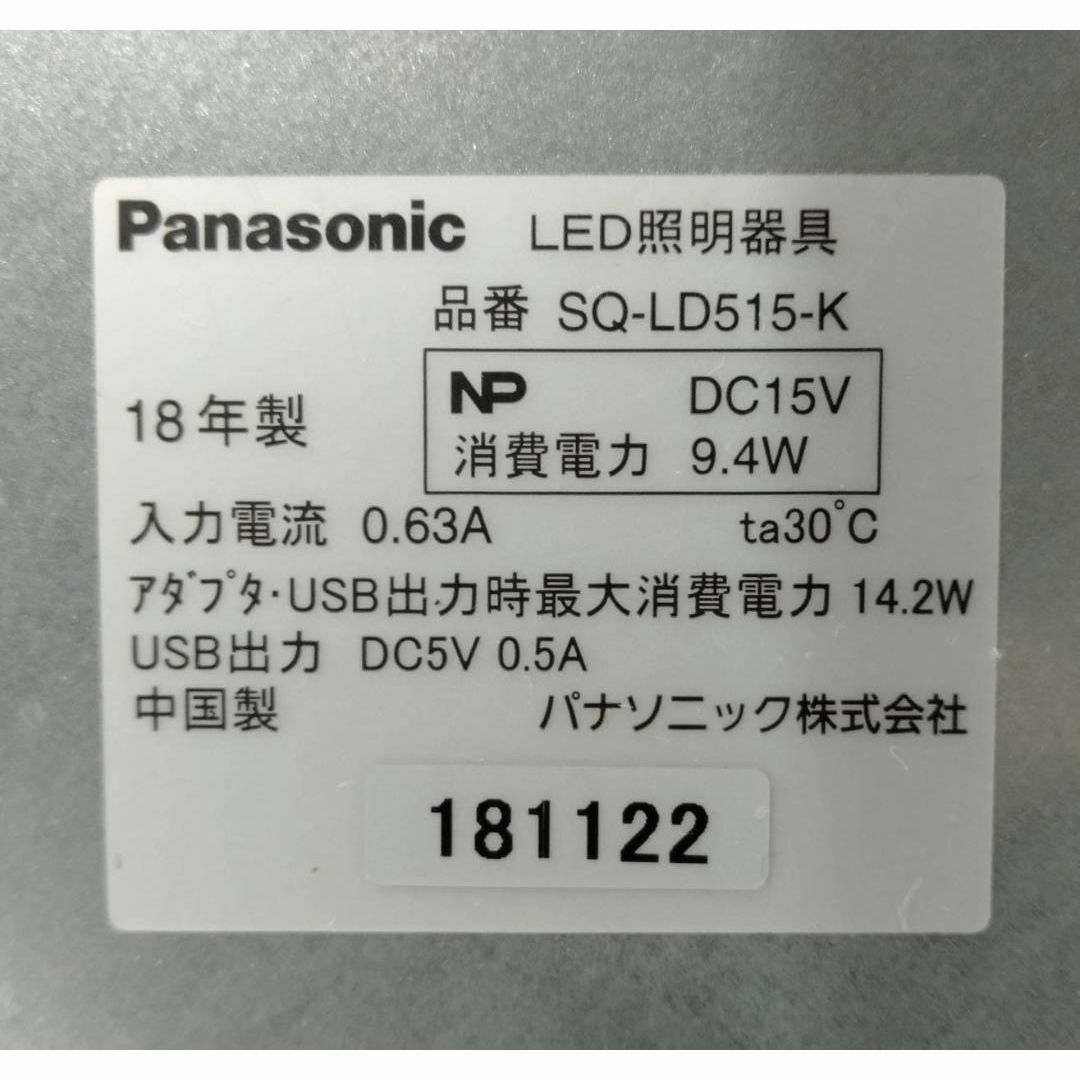 Panasonic LED照明器具
品番 SQ-LD515-K
NP DC15V
18年製
消費電力 9.4W
入力電流 0.63A ta30°C
アダプタ・USB出力時最大消費電力 14.2W
USB出力 DC5V 0.5A
中国製 パナソニック株式会社
181122